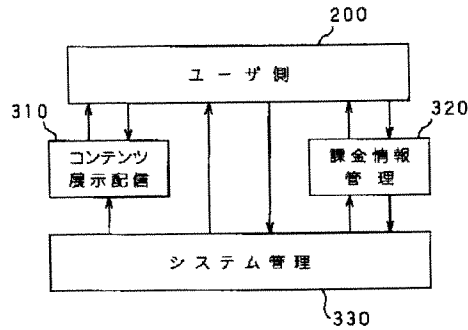 200
ユーザ側
310
320
コンテンツ
展示配信
課金情報
管理
システム管理
330